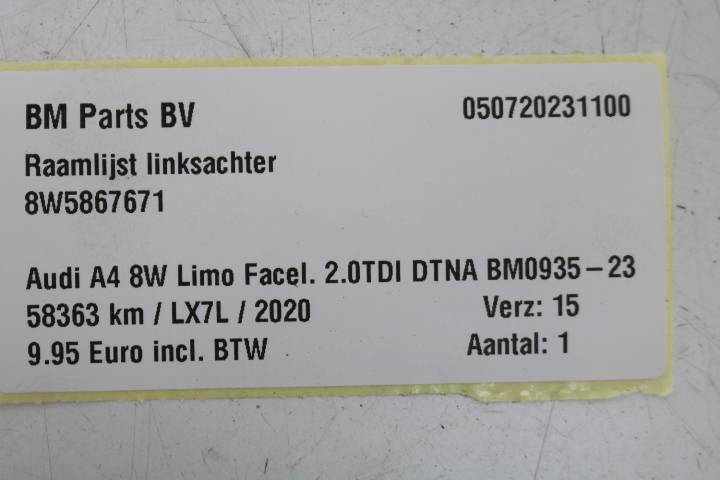 BM Parts BV 050720231100
Raamlijst linksachter
8W5867671
Audi A4 8W Limo Facel. 2.0TDI DTNA BM0935-23
58363 km / LX7L / 2020 Verz: 15
9.95 Euro incl. BTW Aantal: 1